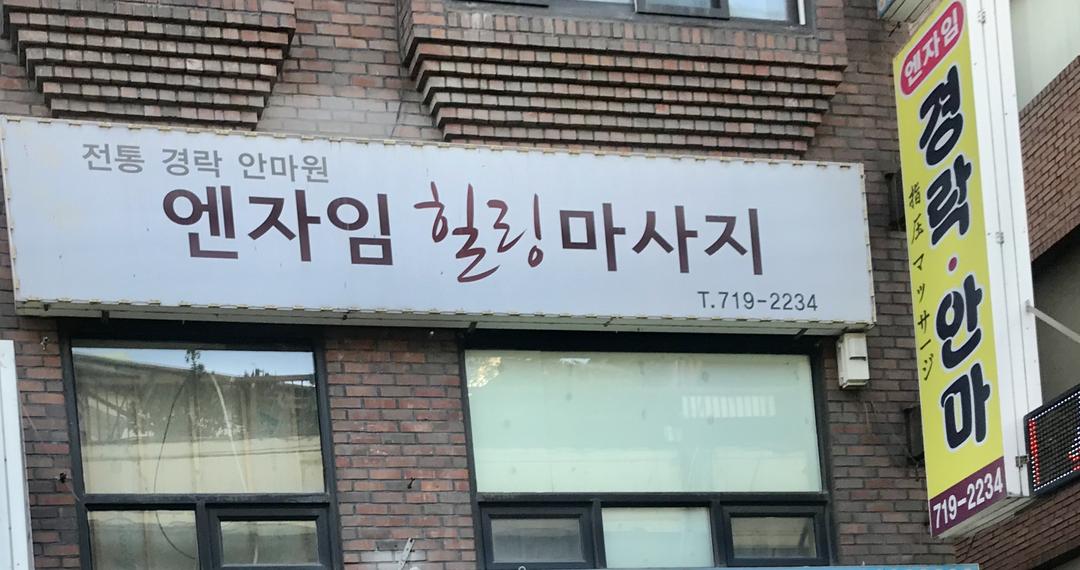 전통 경락 안마원
엔자임 힐링 마사지
T.719-2234
엔자임
경락·안마
指圧マッサージ
719-2234